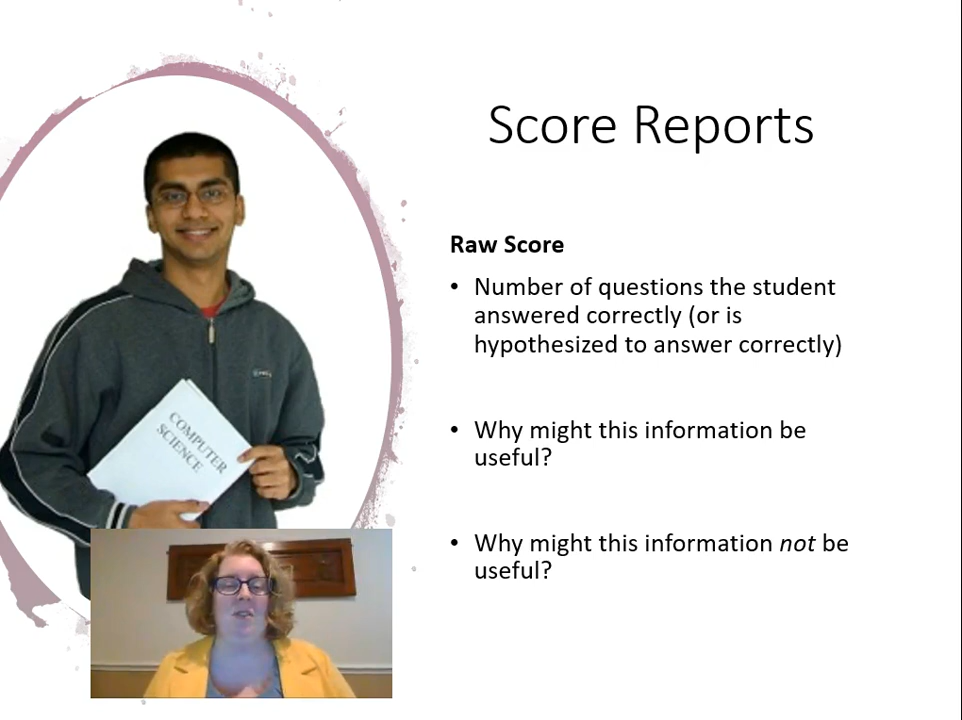 Score Reports
Raw Score
• Number of questions the student
answered correctly (or is
hypothesized to answer correctly)
• Why might this information be
useful?
• Why might this information not be
useful?
COMPUTER
SCIENCE